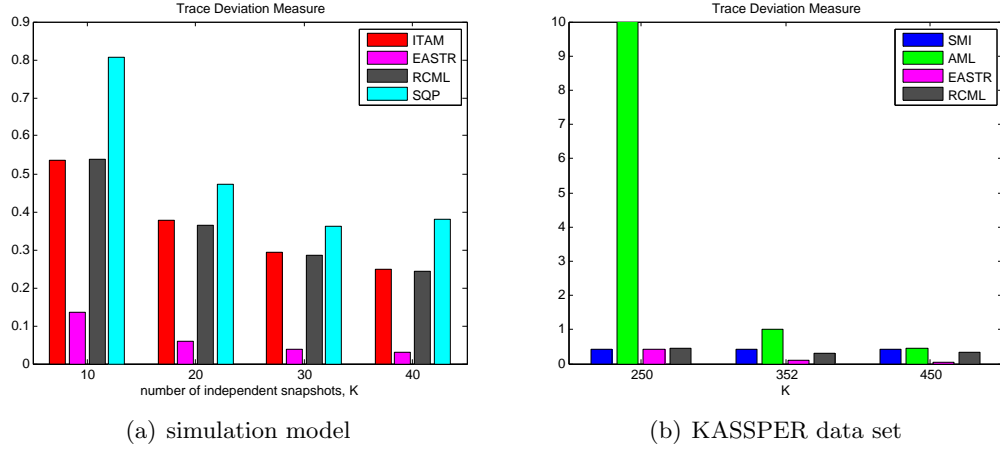 Trace Deviation Measure
0.9
0.8
0.7
0.6
0.5
0.4
0.3
0.2
0.1
0
ITAM
EASTR
RCML
SQP
10 20 30 40
number of independent snapshots, K
(a) simulation model
Trace Deviation Measure
10
9
8
7
6
5
4
3
2
1
0
SMI
AML
EASTR
RCML
250 352 450
K
(b) KASSPER data set